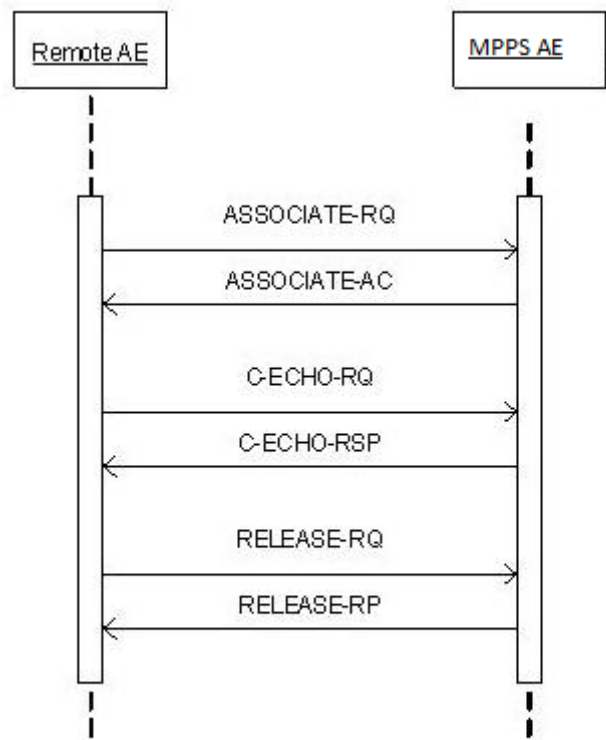 Remote AE
MPPS AE
ASSOCIATE-RQ
ASSOCIATE-AC
C-ECHO-RQ
C-ECHO-RSP
RELEASE-RQ
RELEASE-RP